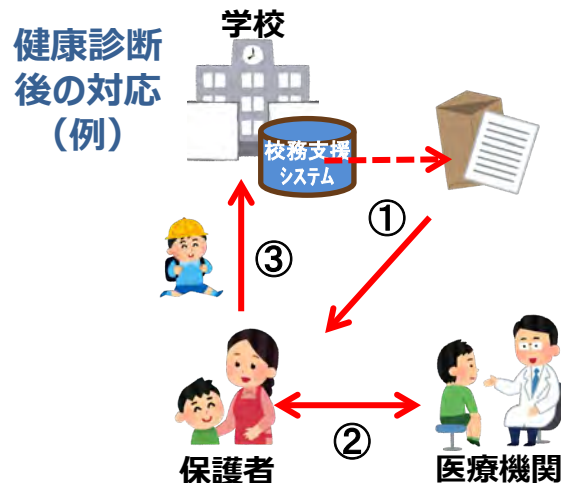 健康診断
後の対応
（例）
学校
校務支援
システム
①
③
②
保護者
医療機関